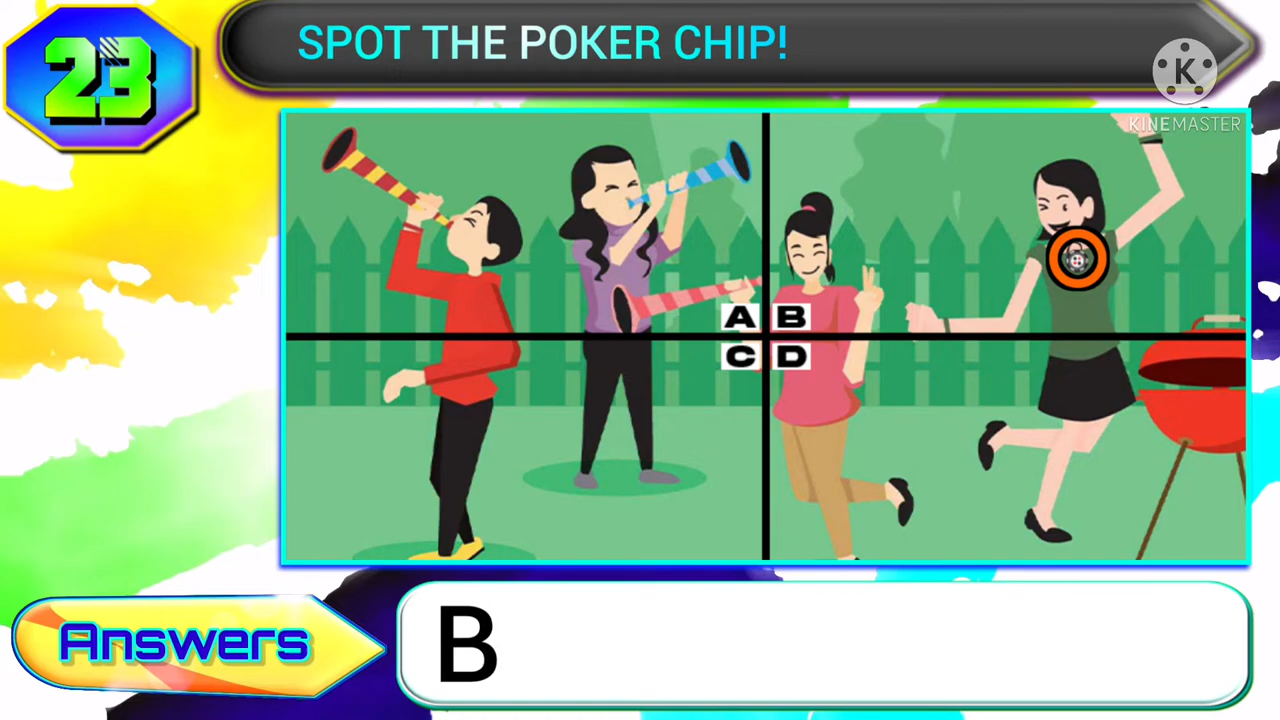 23
SPOT THE POKER CHIP!
K
KINEMASTER
A B
C D
Answers
B